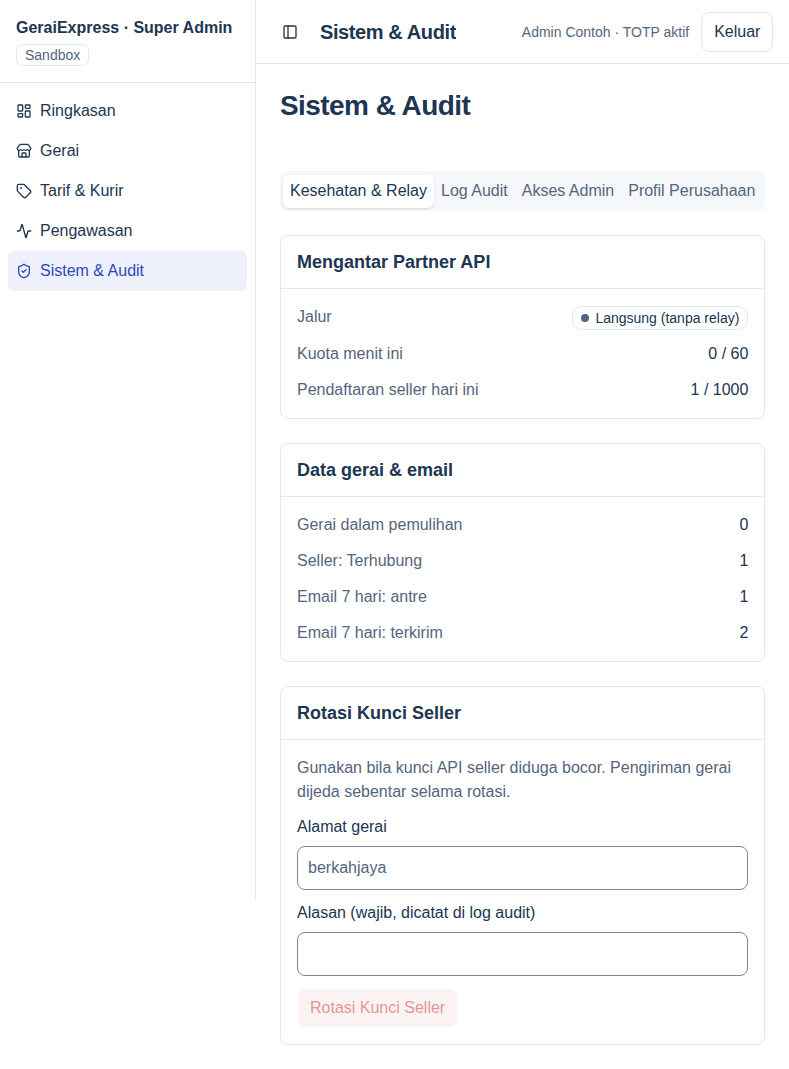 GeraiExpress · Super Admin
Sandbox
Ringkasan
Gerai
Tarif & Kurir
Pengawasan
Sistem & Audit
Sistem & Audit
Admin Contoh · TOTP aktif
Keluar
Sistem & Audit
Kesehatan & Relay
Log Audit
Akses Admin
Profil Perusahaan
Mengantar Partner API
Jalur
Langsung (tanpa relay)
Kuota menit ini
0 / 60
Pendaftaran seller hari ini
1 / 1000
Data gerai & email
Gerai dalam pemulihan
0
Seller: Terhubung
1
Email 7 hari: antre
1
Email 7 hari: terkirim
2
Rotasi Kunci Seller
Gunakan bila kunci API seller diduga bocor. Pengiriman gerai
dijeda sebentar selama rotasi.
Alamat gerai
berkahjaya
Alasan (wajib, dicatat di log audit)
Rotasi Kunci Seller